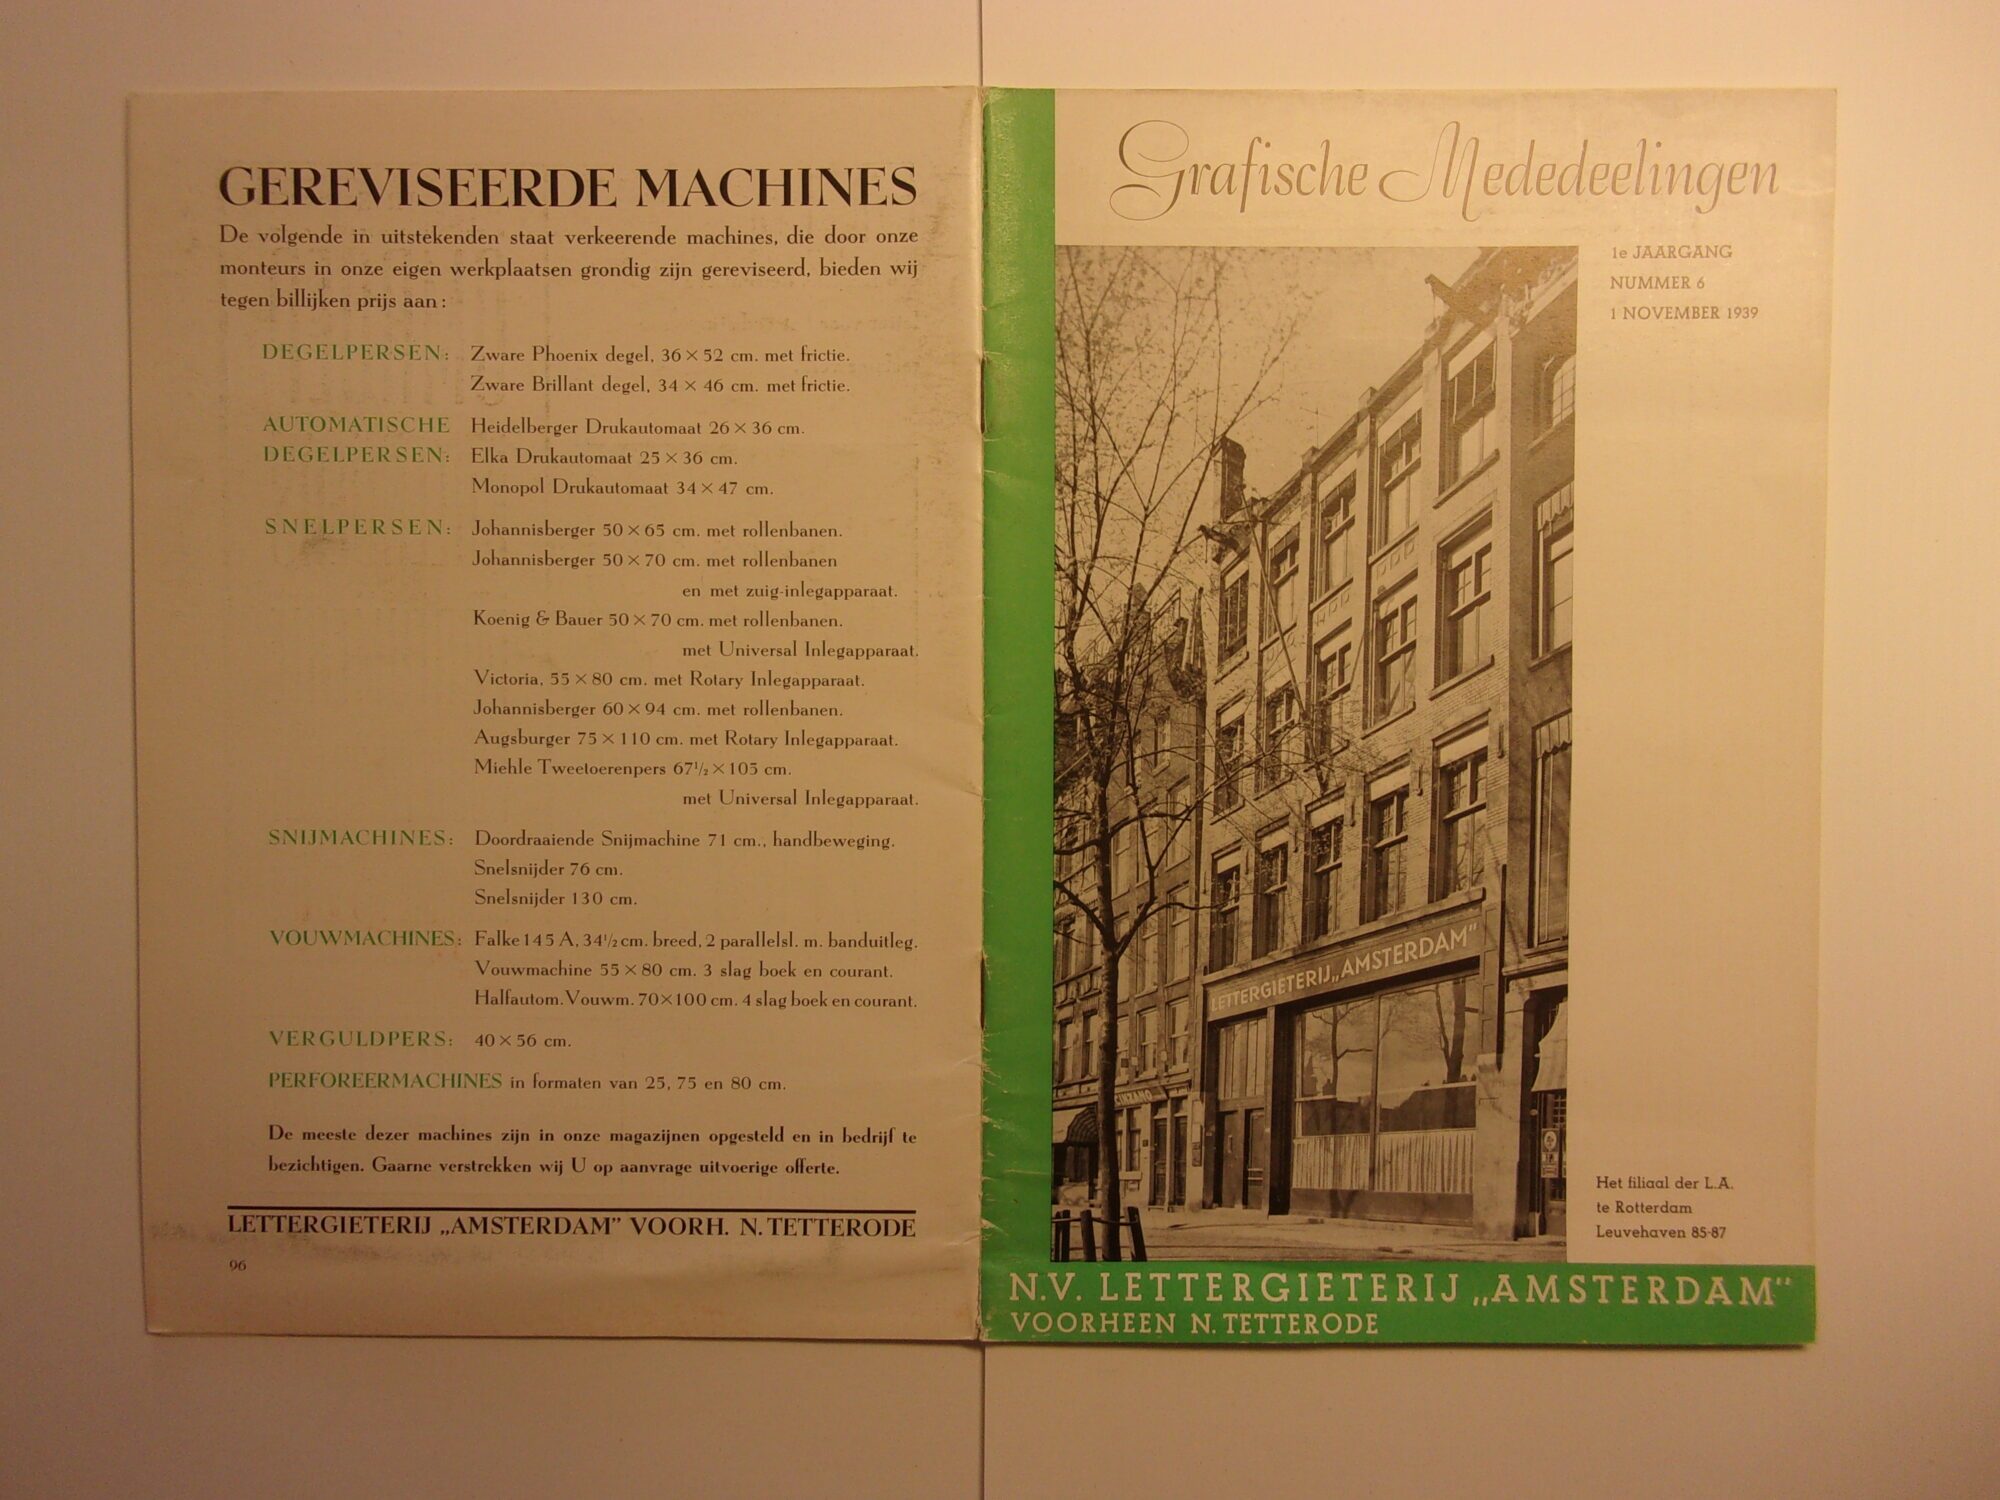 GEREVISEERDE MACHINES
De volgende in uitstekenden staat verkeerende machines, die door onze
monteurs in onze eigen werkplaatsen grondig zijn gereviseerd, bieden wij
tegen billijken prijs aan:
DEGELPERSEN: Zware Phoenix degel, 36 × 52 cm. met frictie.
Zware Brillant degel, 34 × 46 cm. met frictie.
AUTOMATISCHE Heidelberger Drukautomaat 26 × 36 cm.
DEGELPERSEN: Elka Drukautomaat 25 × 36 cm.
Monopol Drukautomaat 34 × 47 cm.
SNELPERSEN: Johannisberger 50 × 65 cm. met rollenbanen.
Johannisberger 50 × 70 cm. met rollenbanen
en met zuig-inlegapparaat.
Koenig & Bauer 50 × 70 cm. met rollenbanen.
met Universal Inlegapparaat.
Victoria, 55 × 80 cm. met Rotary Inlegapparaat.
Johannisberger 60 × 94 cm. met rollenbanen.
Augsburger 75 × 110 cm. met Rotary Inlegapparaat.
Miehle Tweetoerenpers 67 1/2 × 105 cm.
met Universal Inlegapparaat.
SNIJMACHINES: Doordraaiende Snijmachine 71 cm., handbeweging.
Snelsnijder 76 cm.
Snelsnijder 130 cm.
VOUWMACHINES: Falke 145 A, 34 1/2 cm. breed, 2 parallelsl. m. banduitleg.
Vouwmachine 55 × 80 cm. 3 slag boek en courant.
Halfautom. Vouwm. 70×100 cm. 4 slag boek en courant.
VERGULDPERS: 40 × 56 cm.
PERFOREERMACHINES in formaten van 25, 75 en 80 cm.
De meeste dezer machines zijn in onze magazijnen opgesteld en in bedrijf te
bezichtigen. Gaarne verstrekken wij U op aanvrage uitvoerige offerte.
LETTERGIETERIJ „AMSTERDAM” VOORH. N. TETTERODE
96
Grafische Mededeelingen
1e JAARGANG
NUMMER 6
1 NOVEMBER 1939
LETTERGIETERIJ „AMSTERDAM”
CINZANO
Het filiaal der L.A.
te Rotterdam
Leuvehaven 85-87
N.V. LETTERGIETERIJ „AMSTERDAM”
VOORHEEN N. TETTERODE